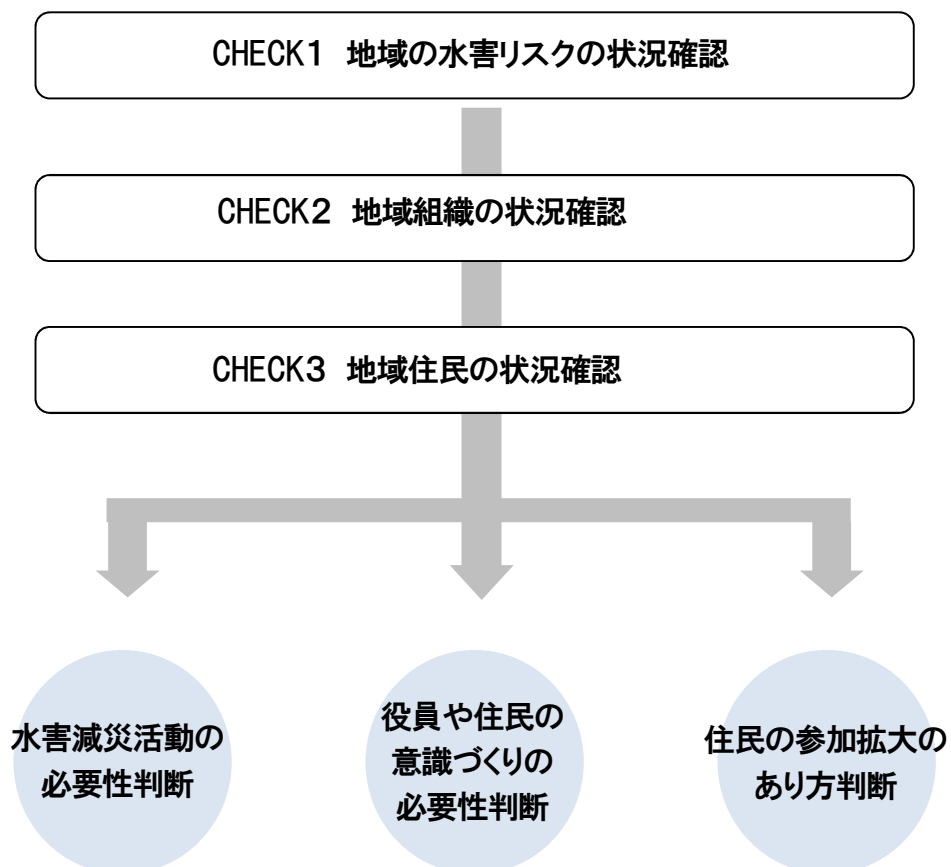 CHECK1 地域の水害リスクの状況確認
CHECK2 地域組織の状況確認
CHECK3 地域住民の状況確認
水害減災活動の
必要性判断
役員や住民の
意識づくりの
必要性判断
住民の参加拡大の
あり方判断